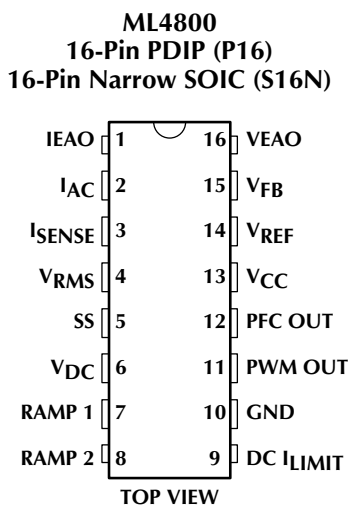 ML4800
16-Pin PDIP (P16)
16-Pin Narrow SOIC (S16N)
IEAO 1 16 VEAO
IAC 2 15 VFB
ISENSE 3 14 VREF
VRMS 4 13 VCC
SS 5 12 PFC OUT
VDC 6 11 PWM OUT
RAMP 1 7 10 GND
RAMP 2 8 9 DC ILIMIT
TOP VIEW